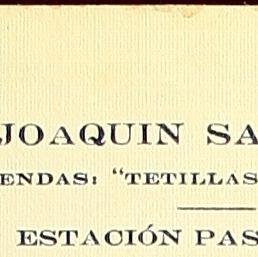 JOAQUIN SA
ENDAS: "TETILLAS
ESTACIÓN PAS